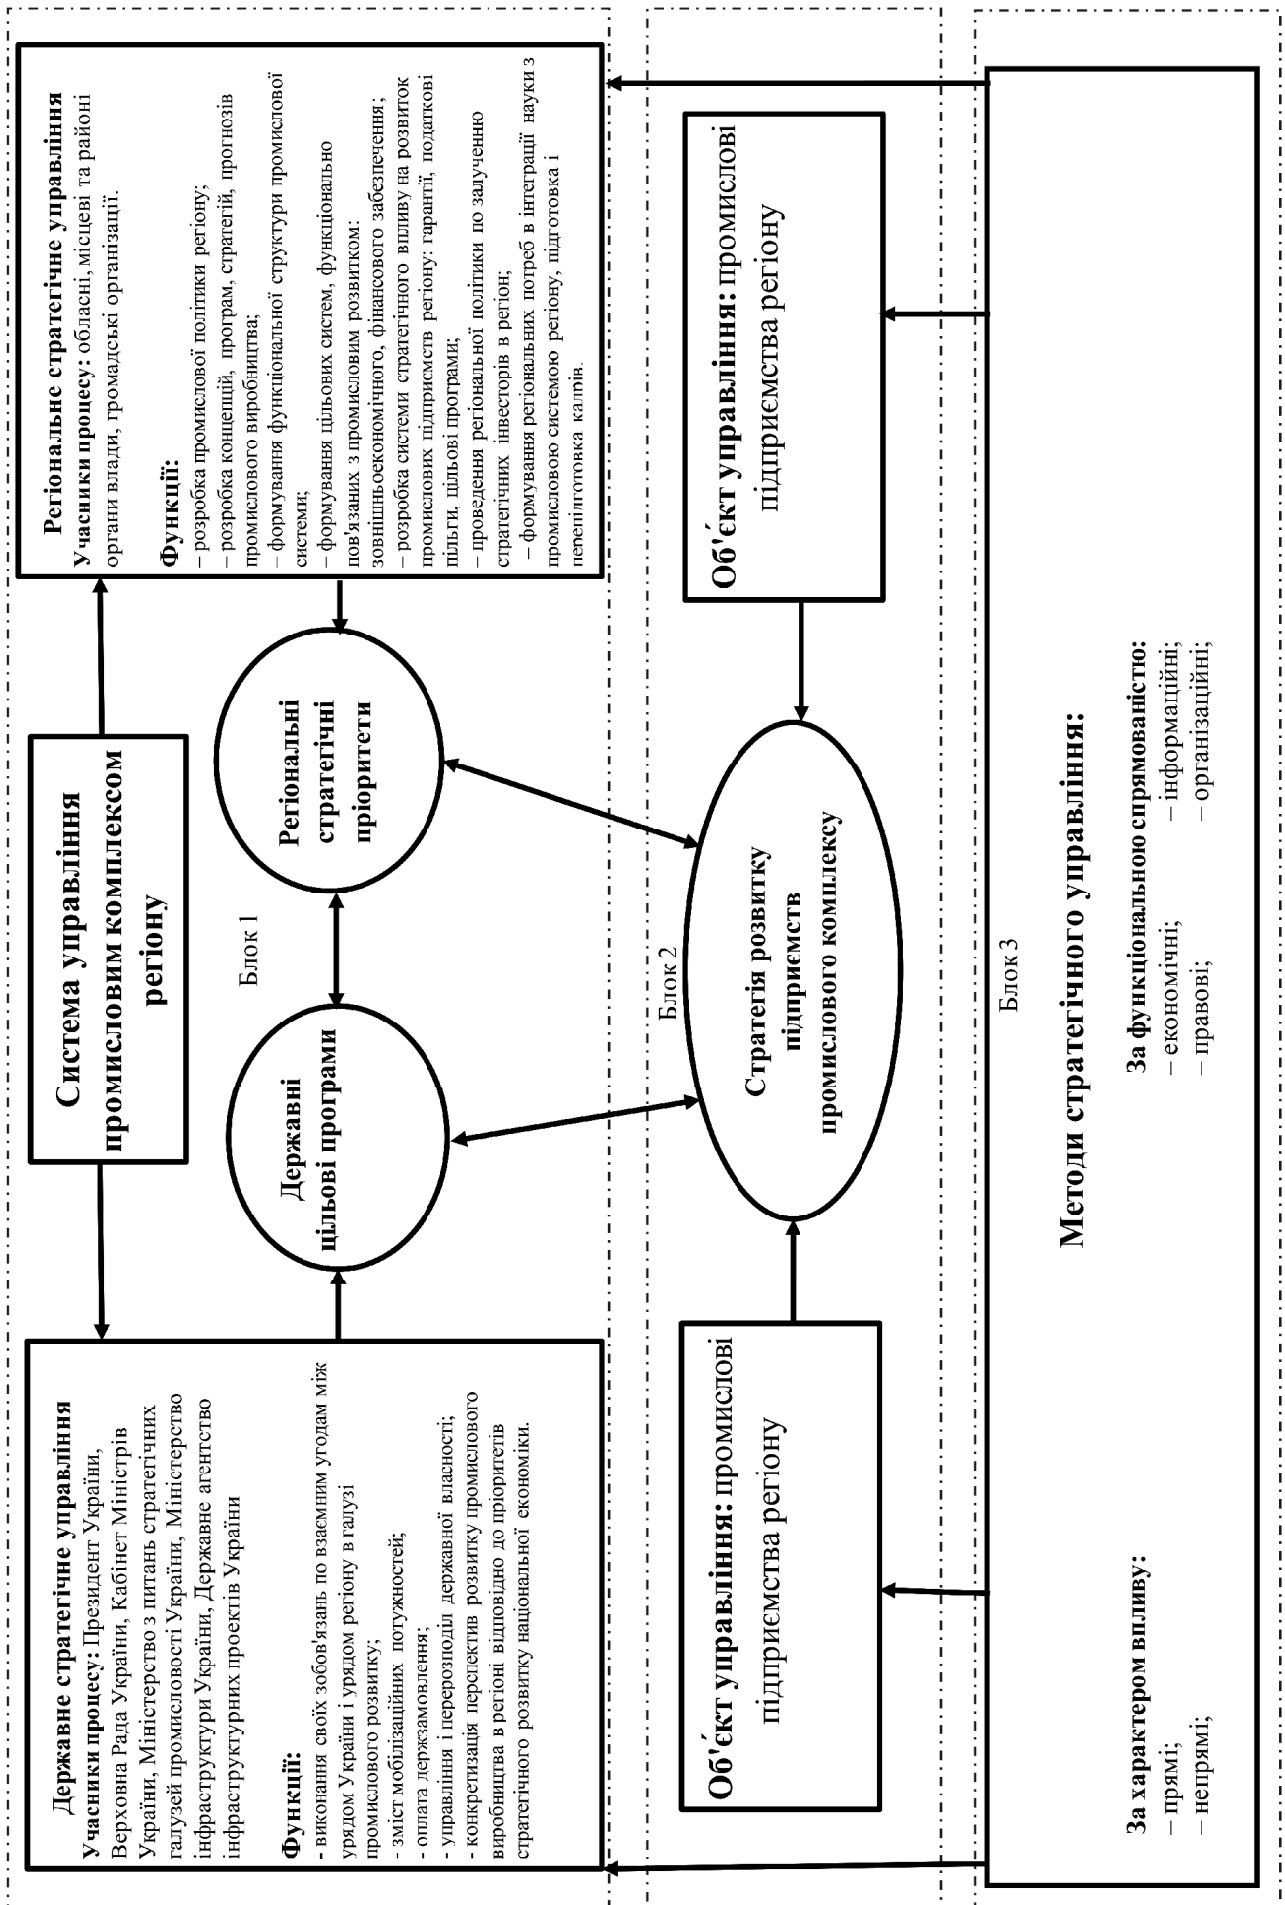 Система управління
промисловим комплексом
регіону
Державне стратегічне управління
Учасники процесу: Президент України,
Верховна Рада України, Кабінет Міністрів
України, Міністерство з питань стратегічних
галузей промисловості України, Міністерство
інфраструктури України, Державне агентство
інфраструктурних проектів України
Функції:
- виконання своїх зобов'язань по взаємним угодам між
урядом України і урядом регіону в галузі
промислового розвитку;
- зміст мобілізаційних потужностей;
- оплата держзамовлення;
- управління і перерозподіл державної власності;
- конкретизація перспектив розвитку промислового
виробництва в регіоні відповідно до пріоритетів
стратегічного розвитку національної економіки.
Державні
цільові програми
Блок 1
Регіональні
стратегічні
пріоритети
Регіональне стратегічне управління
Учасники процесу: обласні, місцеві та районі
органи влади, громадські організації.
Функції:
– розробка промислової політики регіону;
– розробка концепцій, програм, стратегій, прогнозів
промислового виробництва;
– формування функціональної структури промислової
системи;
– формування цільових систем, функціонально
пов'язаних з промисловим розвитком:
зовнішньоекономічного, фінансового забезпечення;
– розробка системи стратегічного впливу на розвиток
промислових підприємств регіону: гарантії, податкові
пільги, цільові програми;
– проведення регіональної політики по залученню
стратегічних інвесторів в регіон;
– формування регіональних потреб в інтеграції науки з
промисловою системою регіону, підготовка і
перепідготовка кадрів.
Блок 2
Об'єкт управління: промислові
підприємства регіону
Стратегія розвитку
підприємств
промислового комплексу
Об'єкт управління: промислові
підприємства регіону
Блок 3
Методи стратегічного управління:
За характером впливу:
– прямі;
– непрямі;
За функціональною спрямованістю:
– економічні; – інформаційні;
– правові; – організаційні;